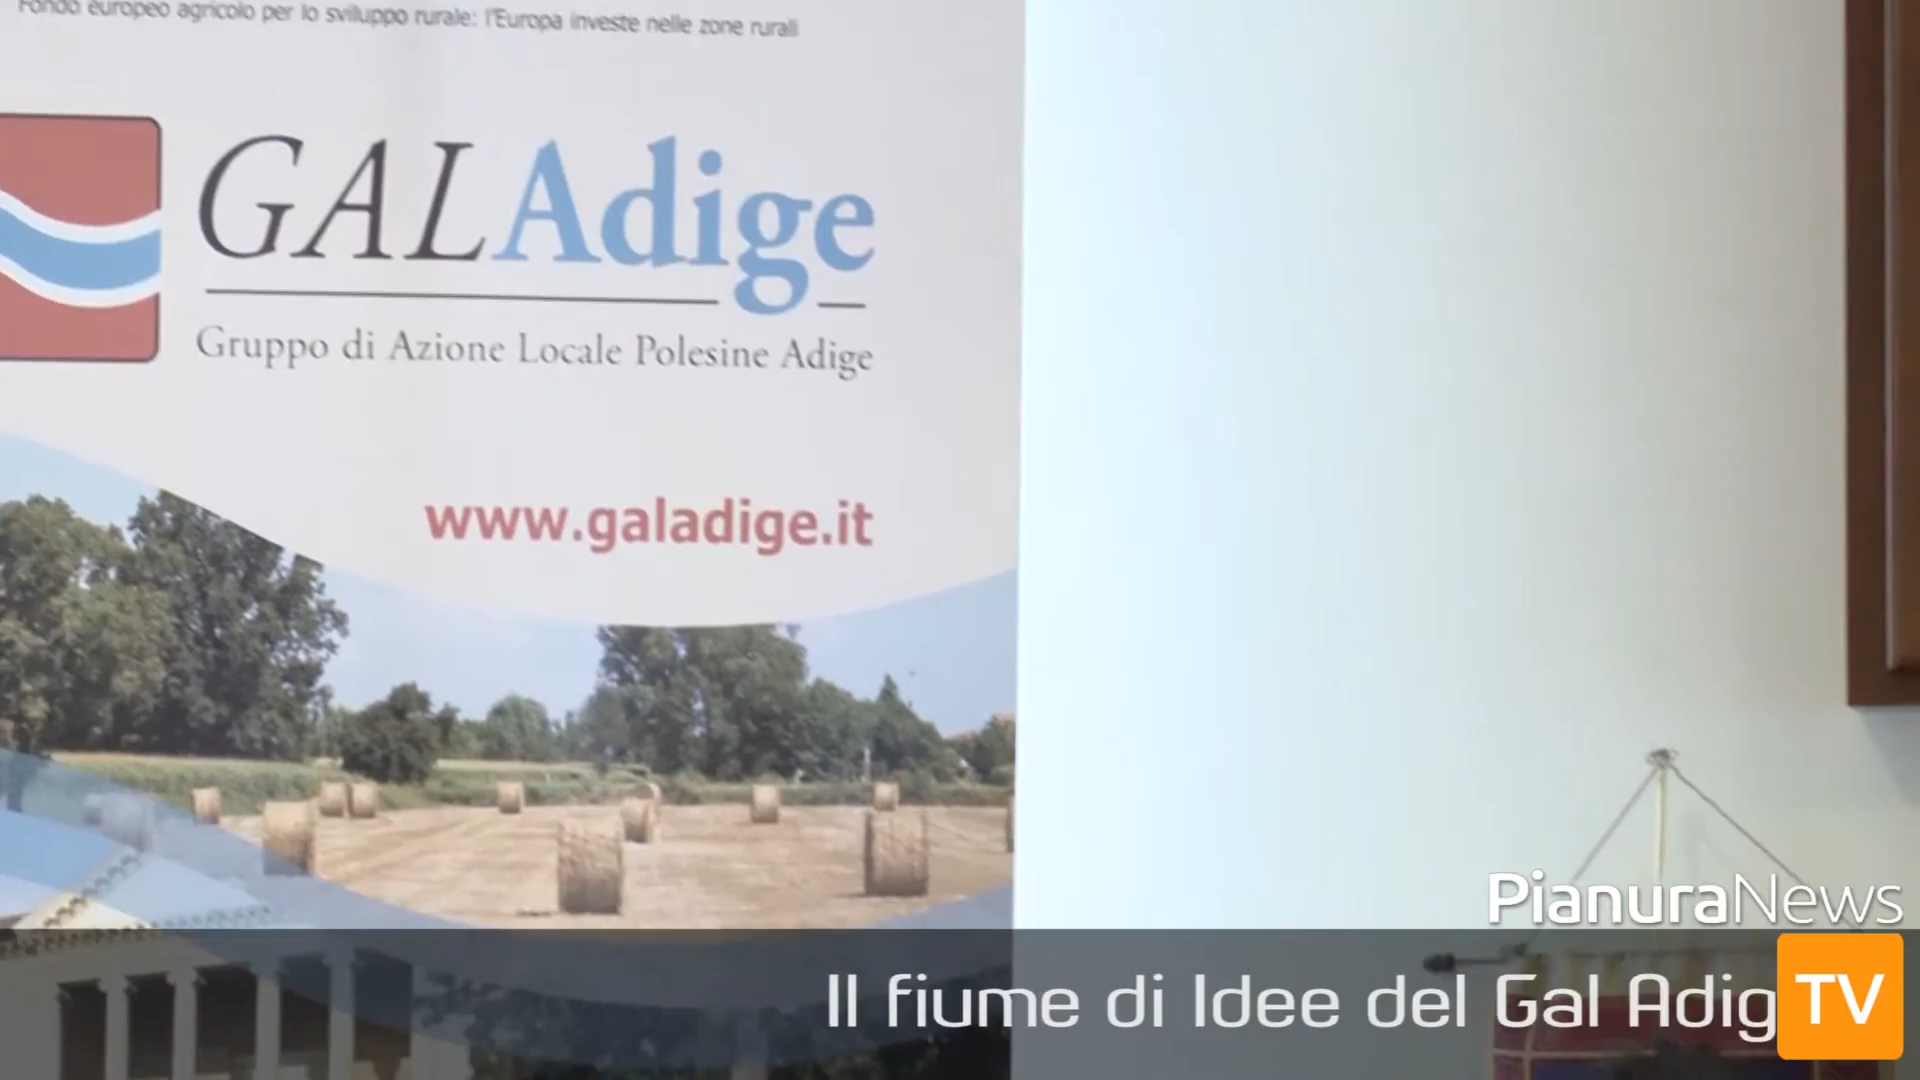 Fondo europeo agricolo per lo sviluppo rurale: l'Europa investe nelle zone rurali
GALAdige
Gruppo di Azione Locale Polesine Adige
www.galadige.it
PianuraNews
Il fiume di Idee del Gal Adig
TV